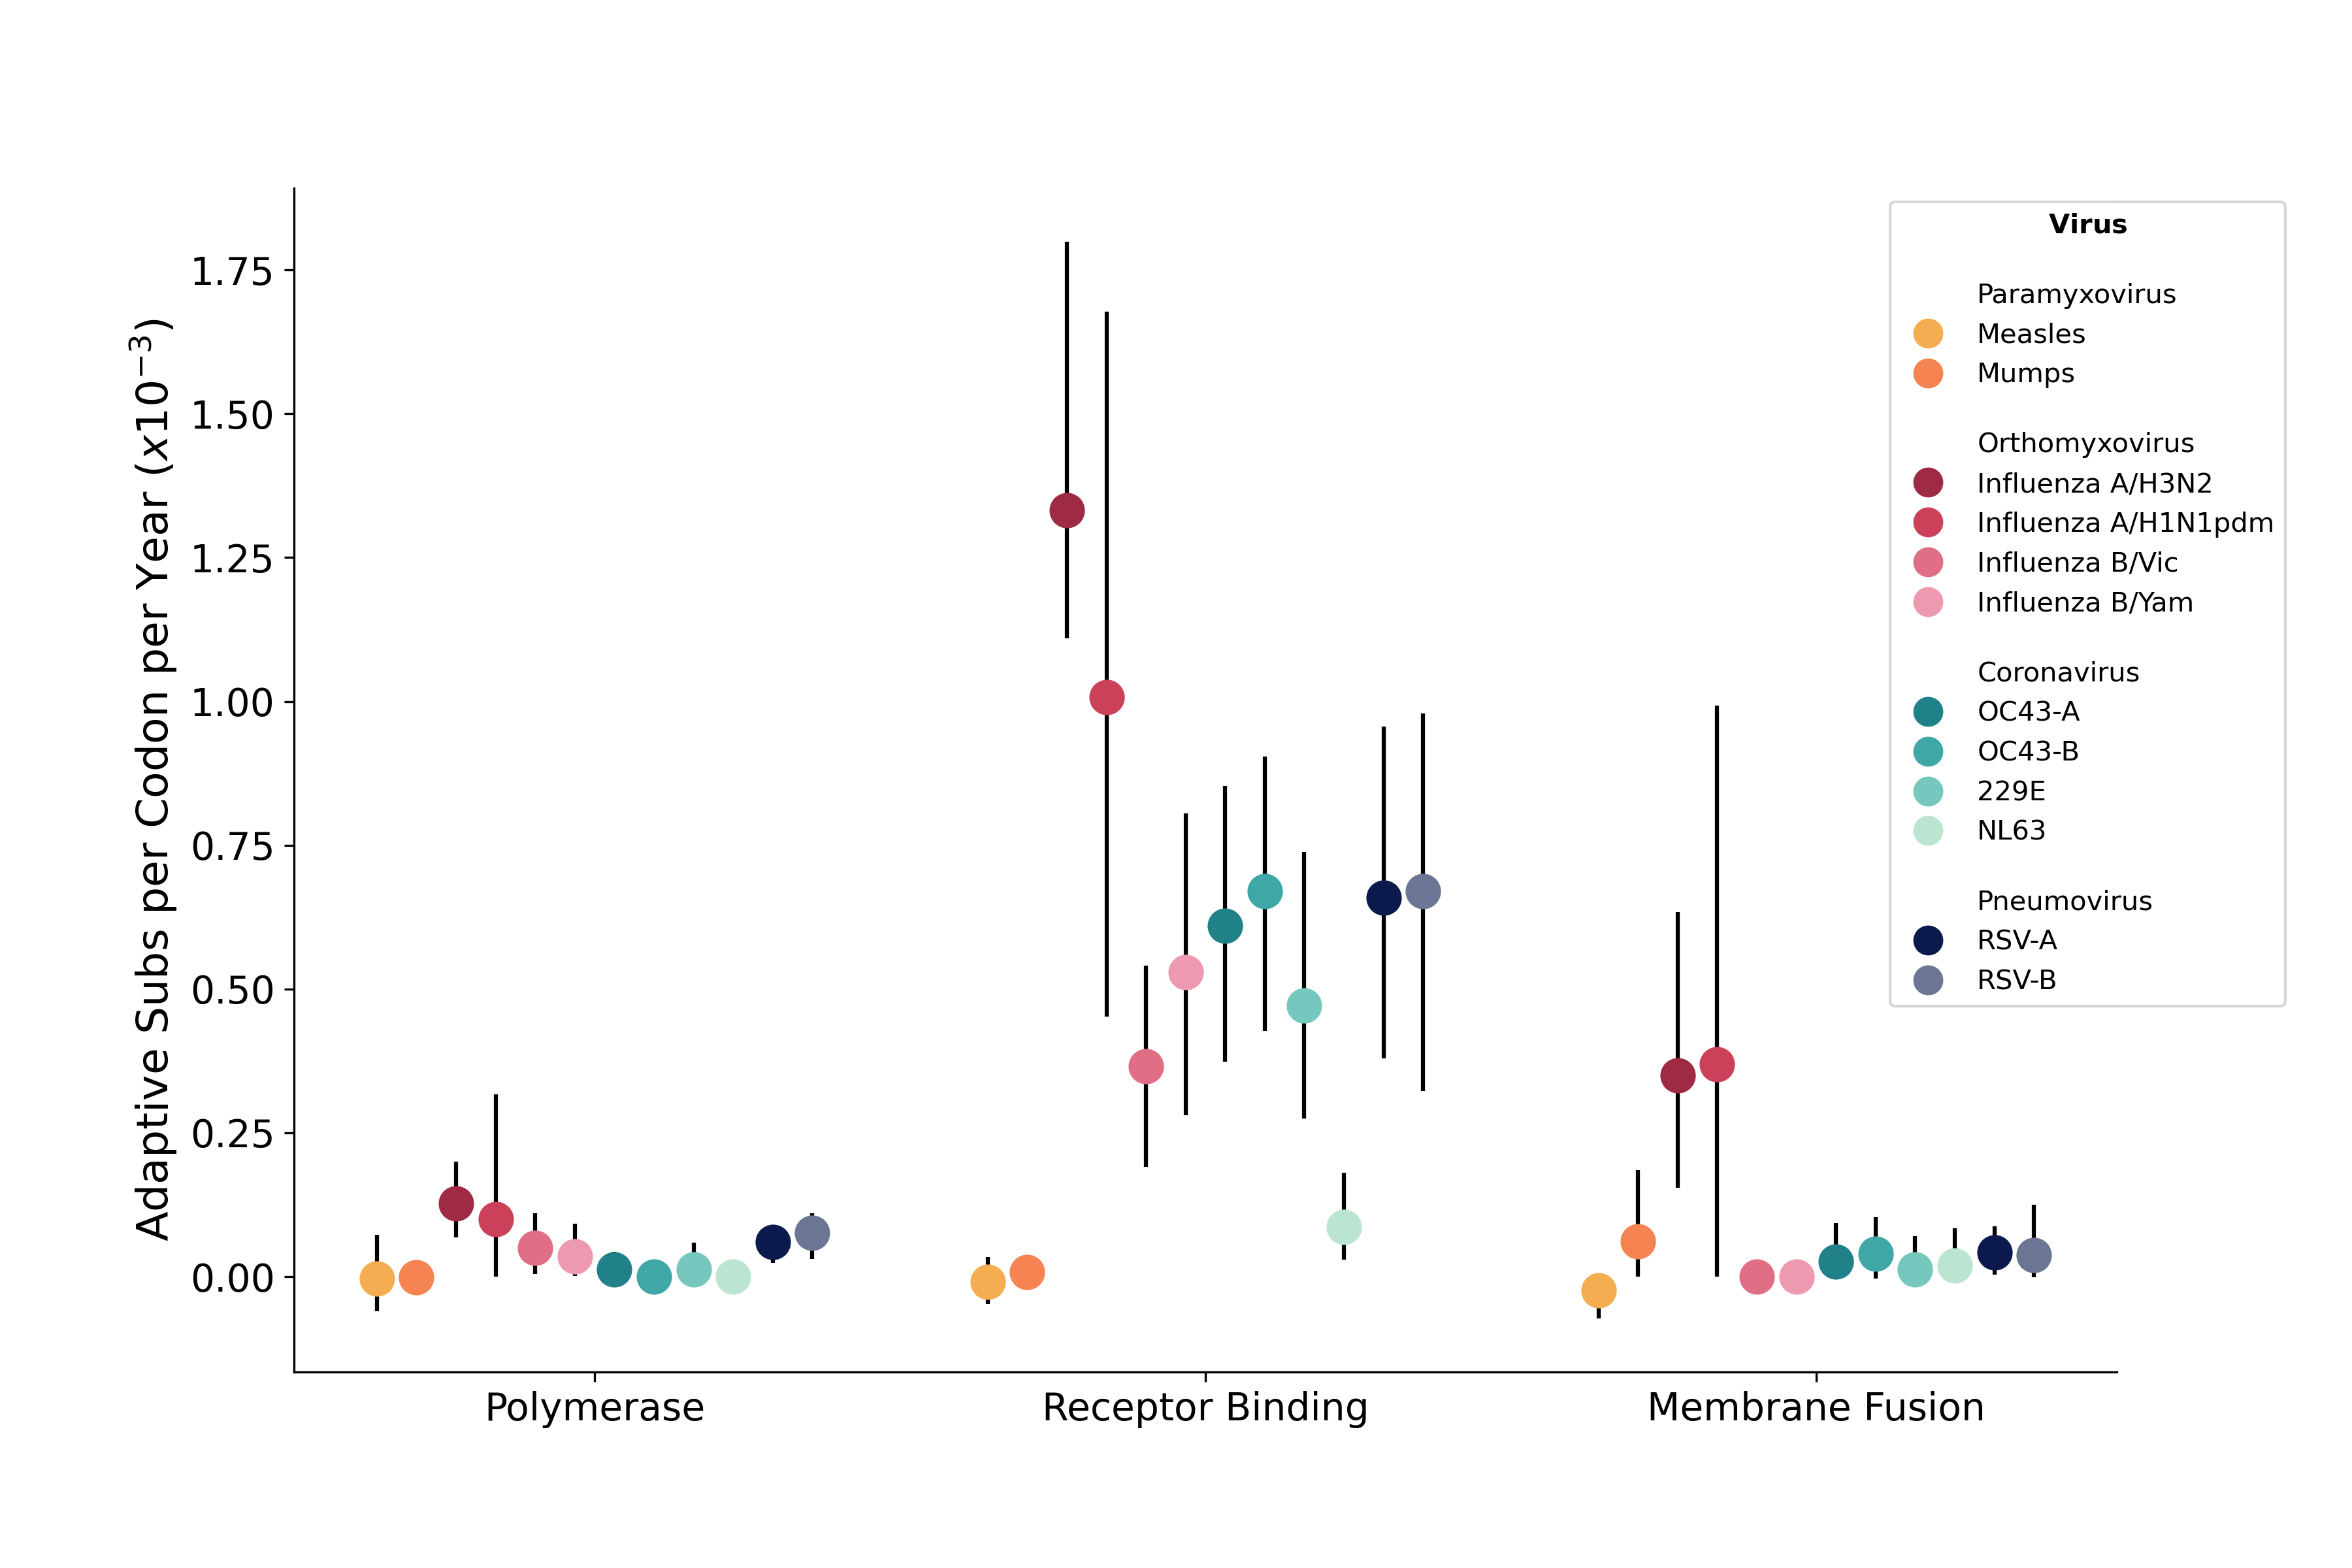 Adaptive Subs per Codon per Year (x10⁻³)
1.75
1.50
1.25
1.00
0.75
0.50
0.25
0.00
Polymerase
Receptor Binding
Membrane Fusion
Virus
Paramyxovirus
Measles
Mumps
Orthomyxovirus
Influenza A/H3N2
Influenza A/H1N1pdm
Influenza B/Vic
Influenza B/Yam
Coronavirus
OC43-A
OC43-B
229E
NL63
Pneumovirus
RSV-A
RSV-B